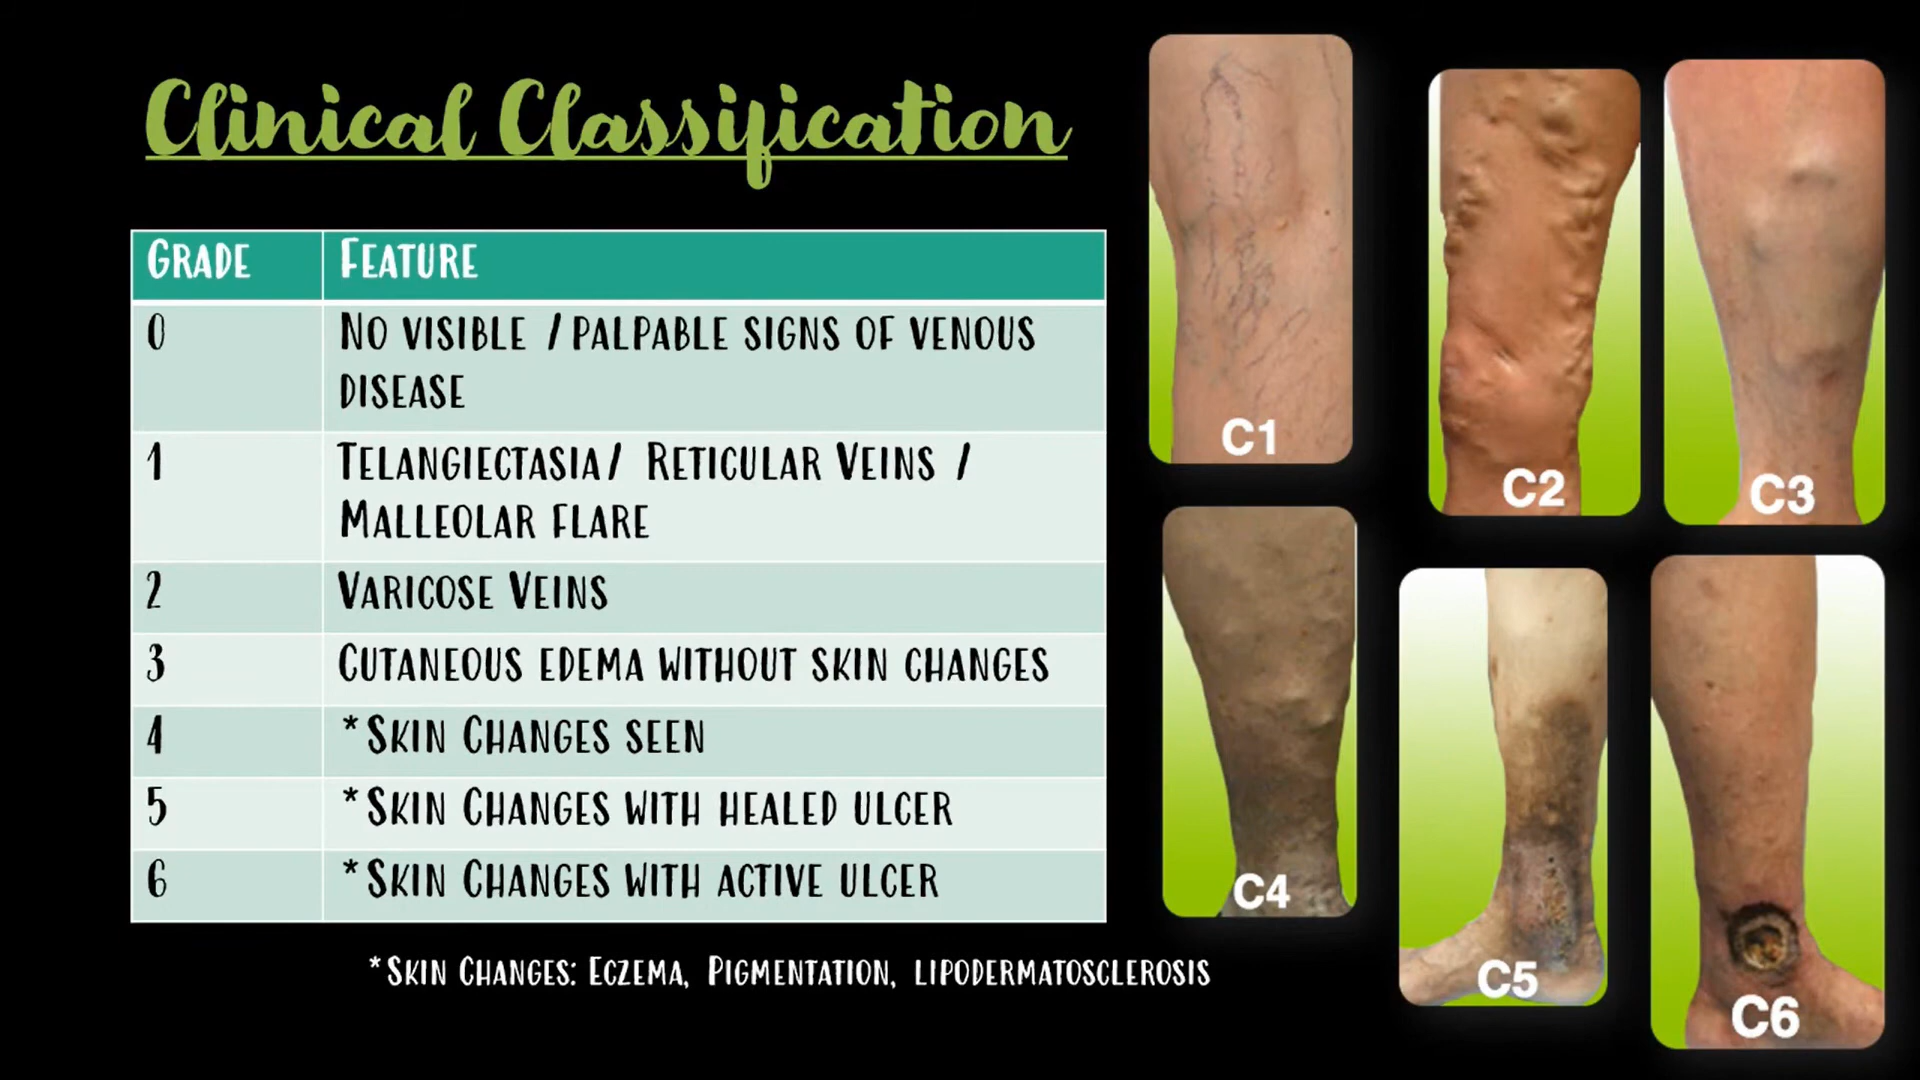 Clinical Classification
GRADE FEATURE
0 NO VISIBLE / PALPABLE SIGNS OF VENOUS
DISEASE
1 TELANGIECTASIA/ RETICULAR VEINS /
MALLEOLAR FLARE
2 VARICOSE VEINS
3 CUTANEOUS EDEMA WITHOUT SKIN CHANGES
4 *SKIN CHANGES SEEN
5 *SKIN CHANGES WITH HEALED ULCER
6 *SKIN CHANGES WITH ACTIVE ULCER
*SKIN CHANGES: ECZEMA, PIGMENTATION, LIPODERMATOSCLEROSIS
C1
C2
C3
C4
C5
C6